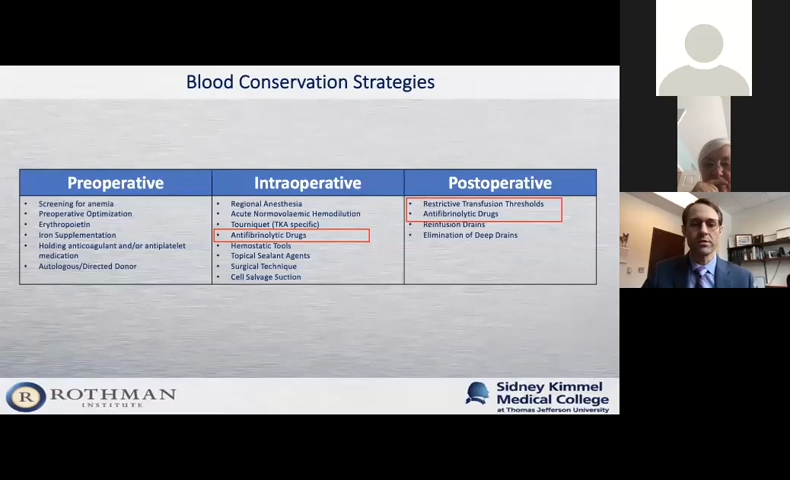 Blood Conservation Strategies
Preoperative
Screening for anemia
Preoperative Optimization
Erythropoietin
Iron Supplementation
Holding anticoagulant and/or antiplatelet
medication
Autologous/Directed Donor
Intraoperative
Regional Anesthesia
Acute Normovolaemic Hemodilution
Tourniquet (TKA specific)
Antifibrinolytic Drugs
Hemostatic Tools
Topical Sealant Agents
Surgical Technique
Cell Salvage Suction
Postoperative
Restrictive Transfusion Thresholds
Antifibrinolytic Drugs
Reinfusion Drains
Elimination of Deep Drains
R ROTHMAN
INSTITUTE
Sidney Kimmel
Medical College
at Thomas Jefferson University